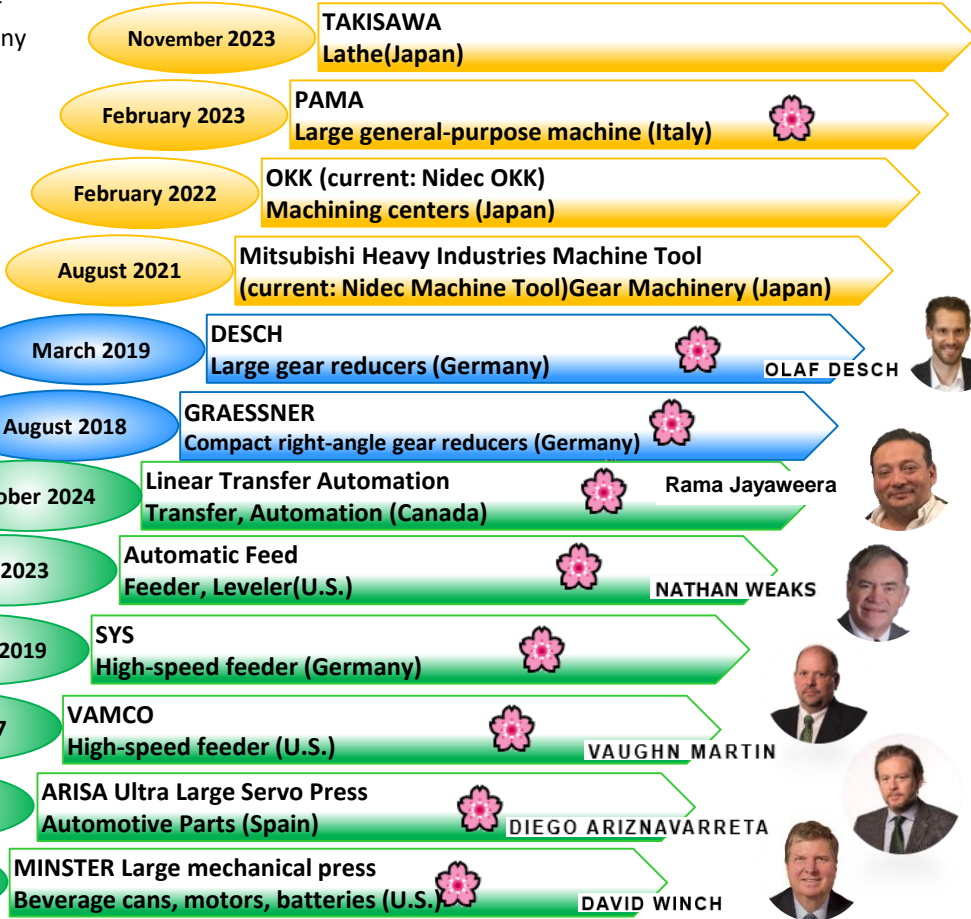 ny
November 2023
TAKISAWA
Lathe(Japan)
February 2023
PAMA
Large general-purpose machine (Italy)
February 2022
OKK (current: Nidec OKK)
Machining centers (Japan)
August 2021
Mitsubishi Heavy Industries Machine Tool
(current: Nidec Machine Tool)Gear Machinery (Japan)
March 2019
DESCH
Large gear reducers (Germany)
OLAF DESCH
August 2018
GRAESSNER
Compact right-angle gear reducers (Germany)
ober 2024
Linear Transfer Automation
Transfer, Automation (Canada)
Rama Jayaweera
2023
Automatic Feed
Feeder, Leveler(U.S.)
NATHAN WEAKS
2019
SYS
High-speed feeder (Germany)
7
VAMCO
High-speed feeder (U.S.)
VAUGHN MARTIN
ARISA Ultra Large Servo Press
Automotive Parts (Spain)
DIEGO ARIZNAVARRETA
MINSTER Large mechanical press
Beverage cans, motors, batteries (U.S.)
DAVID WINCH